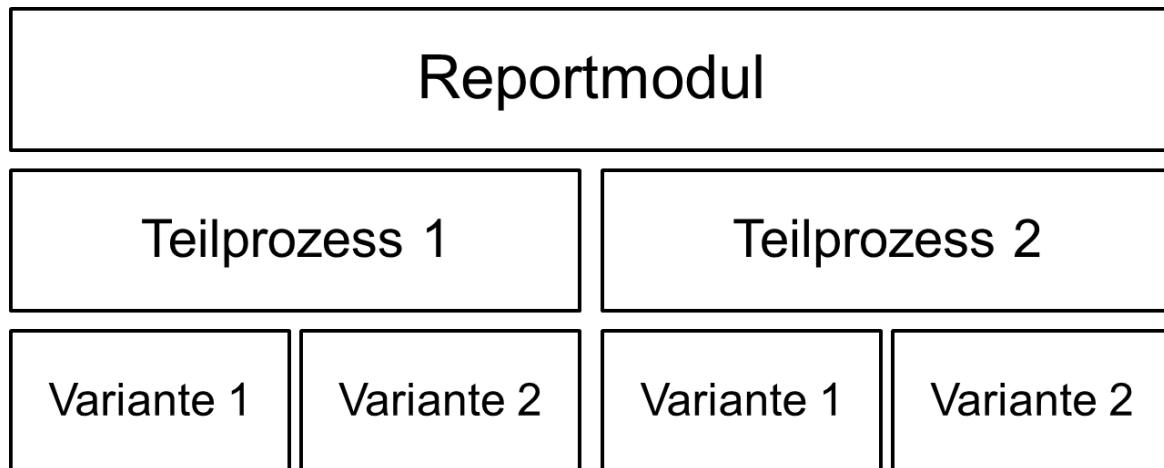 Reportmodul
Teilprozess 1 Teilprozess 2
Variante 1 Variante 2 Variante 1 Variante 2